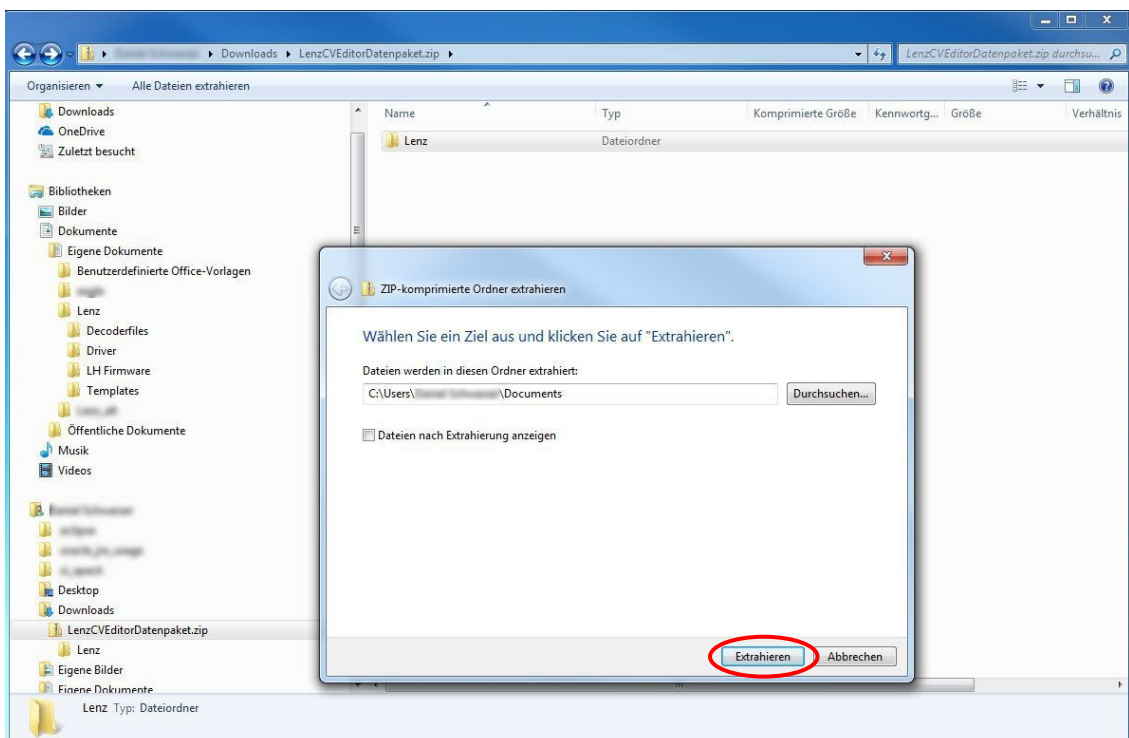 Downloads ▸ LenzCVEditorDatenpaket.zip ▸
LenzCVEditorDatenpaket.zip durchsu...
Organisieren ▾ Alle Dateien extrahieren
Downloads
OneDrive
Zuletzt besucht
Bibliotheken
Bilder
Dokumente
Eigene Dokumente
Benutzerdefinierte Office-Vorlagen
Lenz
Decoderfiles
Driver
LH Firmware
Templates
Öffentliche Dokumente
Musik
Videos
Desktop
Downloads
LenzCVEditorDatenpaket.zip
Lenz
Eigene Bilder
Eigene Dokumente
Name Typ Komprimierte Größe Kennwortg... Größe Verhältnis
Lenz Dateiordner
ZIP-komprimierte Ordner extrahieren
Wählen Sie ein Ziel aus und klicken Sie auf "Extrahieren".
Dateien werden in diesen Ordner extrahiert:
C:\Users\ \Documents
Durchsuchen...
Dateien nach Extrahierung anzeigen
Extrahieren Abbrechen
Lenz Typ: Dateiordner